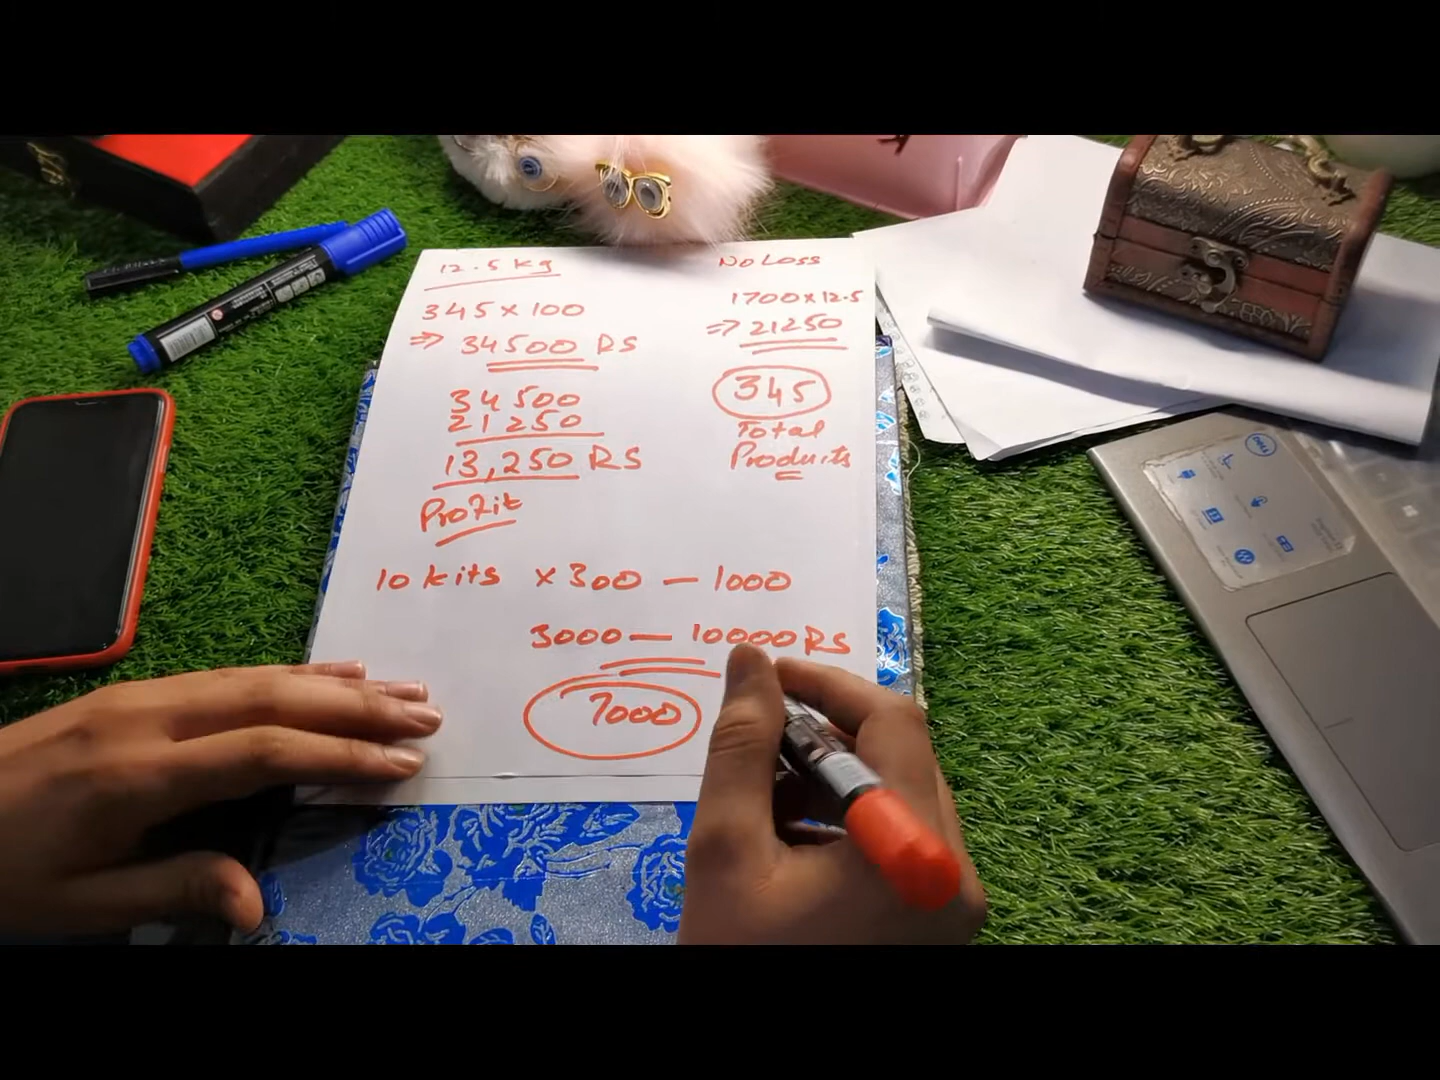 12.5 kg
345 x 100
=> 34500 RS
34500
21250
13,250 RS
Profit
No Loss
1700 x 12.5
=> 21250
345
Total
Products
10 kits x 300 — 1000
3000 — 10000 RS
7000
DELL